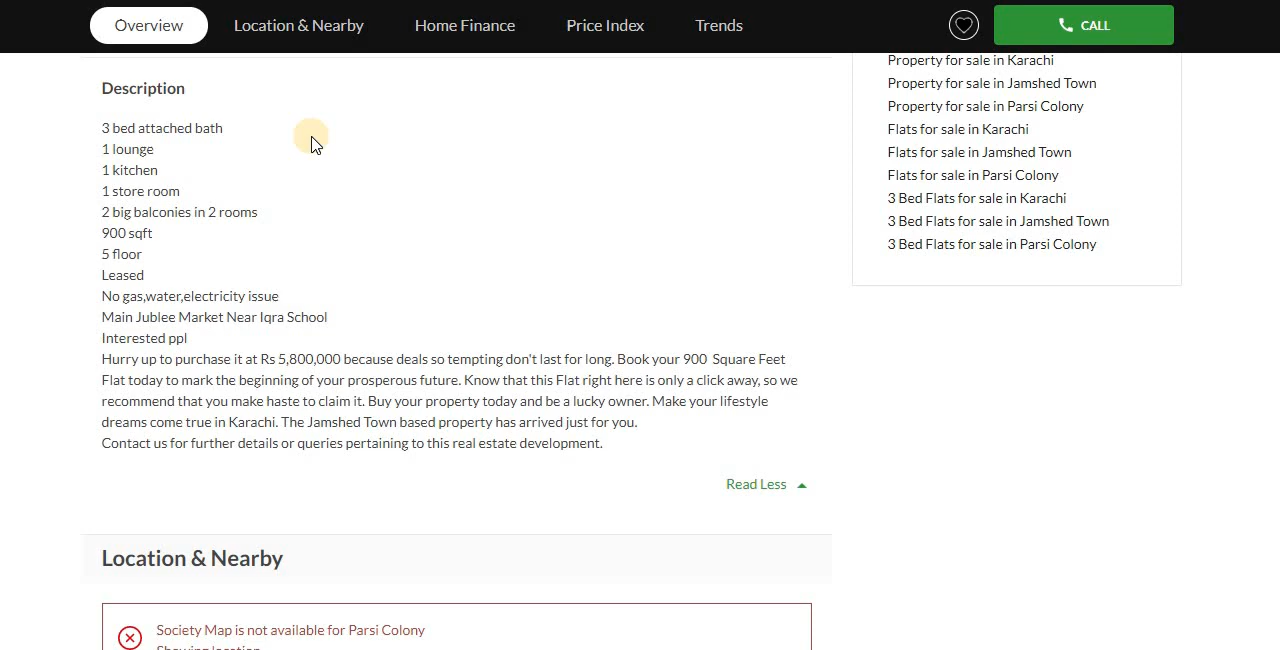 Overview
Location & Nearby
Home Finance
Price Index
Trends
CALL
Description
3 bed attached bath
1 lounge
1 kitchen
1 store room
2 big balconies in 2 rooms
900 sqft
5 floor
Leased
No gas,water,electricity issue
Main Jublee Market Near Iqra School
Interested ppl
Hurry up to purchase it at Rs 5,800,000 because deals so tempting don't last for long. Book your 900 Square Feet
Flat today to mark the beginning of your prosperous future. Know that this Flat right here is only a click away, so we
recommend that you make haste to claim it. Buy your property today and be a lucky owner. Make your lifestyle
dreams come true in Karachi. The Jamshed Town based property has arrived just for you.
Contact us for further details or queries pertaining to this real estate development.
Read Less
Property for sale in Karachi
Property for sale in Jamshed Town
Property for sale in Parsi Colony
Flats for sale in Karachi
Flats for sale in Jamshed Town
Flats for sale in Parsi Colony
3 Bed Flats for sale in Karachi
3 Bed Flats for sale in Jamshed Town
3 Bed Flats for sale in Parsi Colony
Location & Nearby
Society Map is not available for Parsi Colony
Showing location